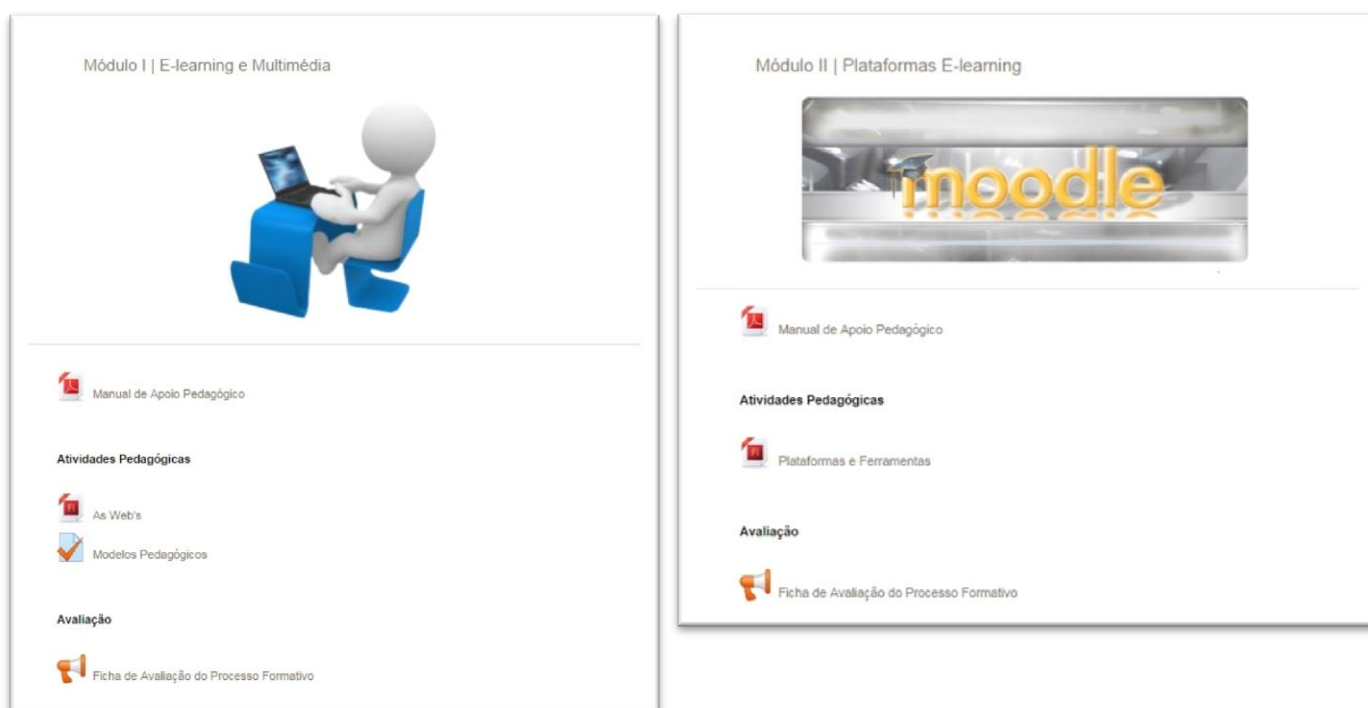 Módulo I | E-learning e Multimédia
Manual de Apoio Pedagógico
Atividades Pedagógicas
As Web's
Modelos Pedagógicos
Avaliação
Ficha de Avaliação do Processo Formativo
Módulo II | Plataformas E-learning
moodle
Manual de Apoio Pedagógico
Atividades Pedagógicas
Plataformas e Ferramentas
Avaliação
Ficha de Avaliação do Processo Formativo